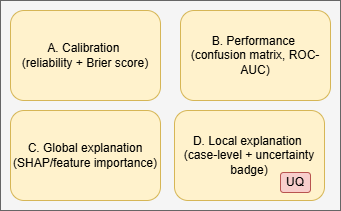 A. Calibration
(reliability + Brier score)
B. Performance
(confusion matrix, ROC-
AUC)
C. Global explanation
(SHAP/feature importance)
D. Local explanation
(case-level + uncertainty
badge)
UQ